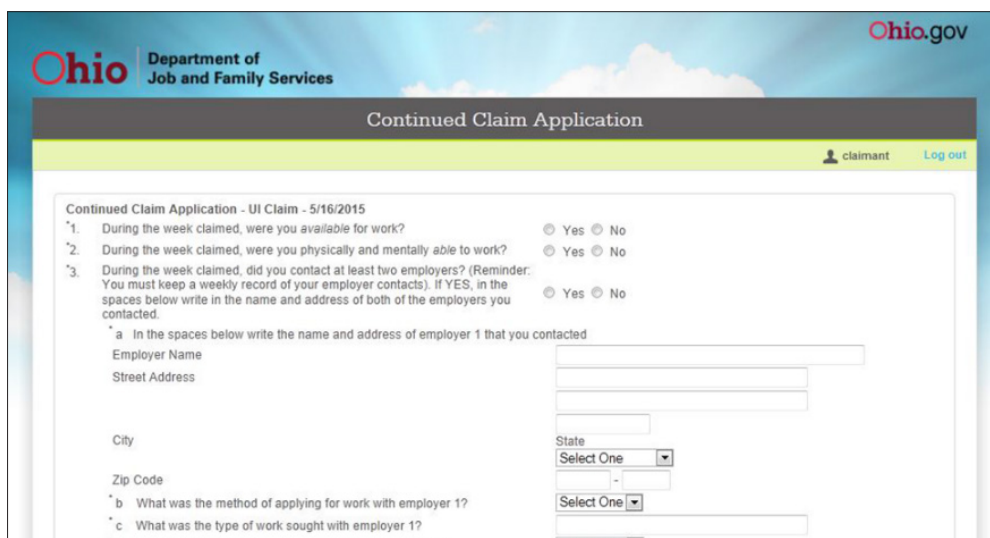 Ohio.gov
Ohio Department of
Job and Family Services
Continued Claim Application
claimant Log out
Continued Claim Application - UI Claim - 5/16/2015
*1. During the week claimed, were you available for work? Yes No
*2. During the week claimed, were you physically and mentally able to work? Yes No
*3. During the week claimed, did you contact at least two employers? (Reminder:
You must keep a weekly record of your employer contacts). If YES, in the
spaces below write in the name and address of both of the employers you
contacted. Yes No
*a In the spaces below write the name and address of employer 1 that you contacted
Employer Name
Street Address
City
State
Select One
Zip Code -
*b What was the method of applying for work with employer 1? Select One
*c What was the type of work sought with employer 1?